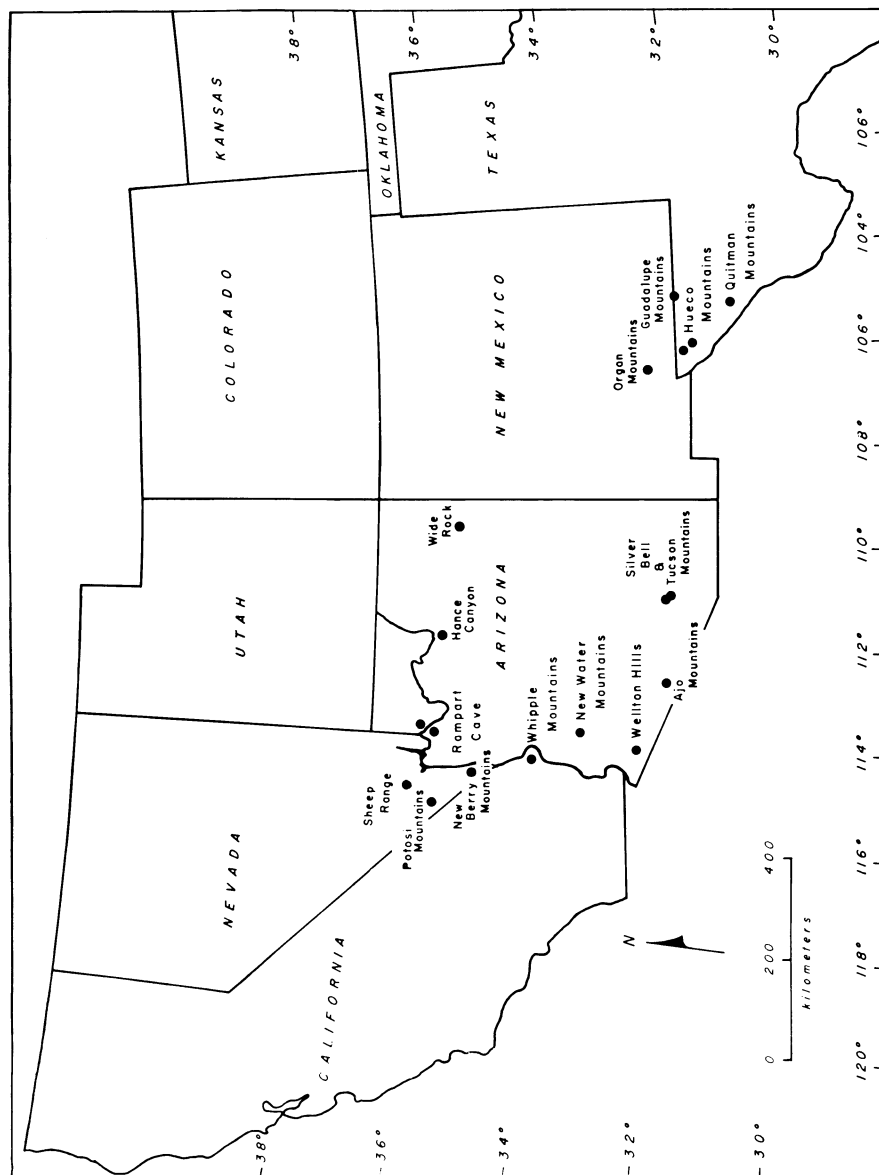 KANSAS
COLORADO
OKLAHOMA
TEXAS
UTAH
NEW MEXICO
NEVADA
CALIFORNIA
ARIZONA
Sheep
Range
Potosi
Mountains
New
Berry
Mountains
Rampart
Cave
Hance
Canyon
Wide
Rock
Whipple
Mountains
New Water
Mountains
Wellton Hills
Ajo
Mountains
Silver
Bell
&
Tucson
Mountains
Organ
Mountains
Guadalupe
Mountains
Hueco
Mountains
Quitman
Mountains
N
0 200 400
kilometers
-38°
-36°
-34°
-32°
-30°
38°-
36°-
34°-
32°-
30°-
120° 118° 116° 114° 112° 110° 108° 106° 104° 106°